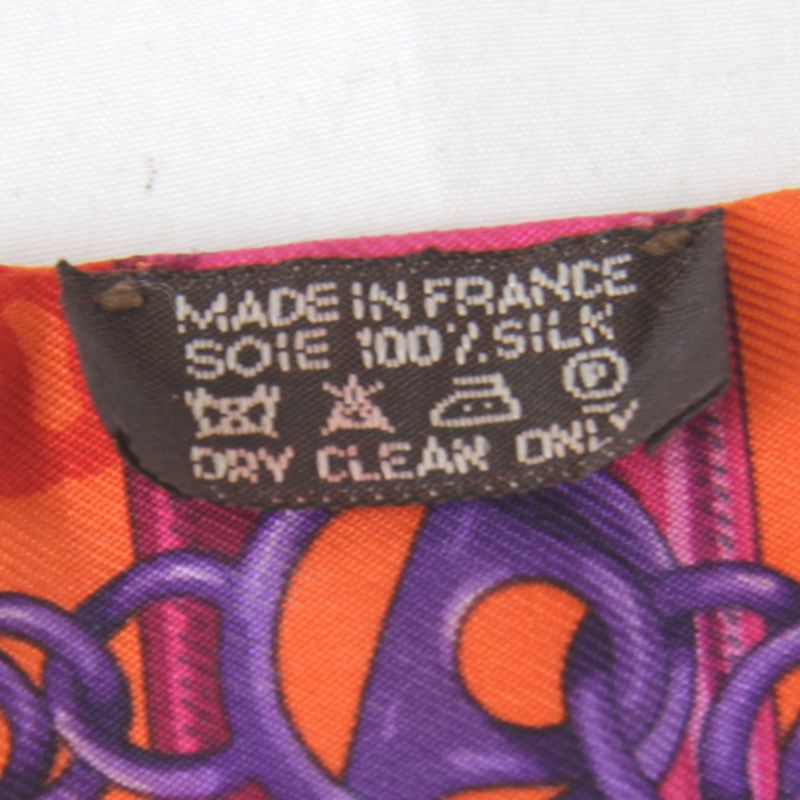 MADE IN FRANCE
SOIE 100% SILK
P
DRY CLEAN ONLY